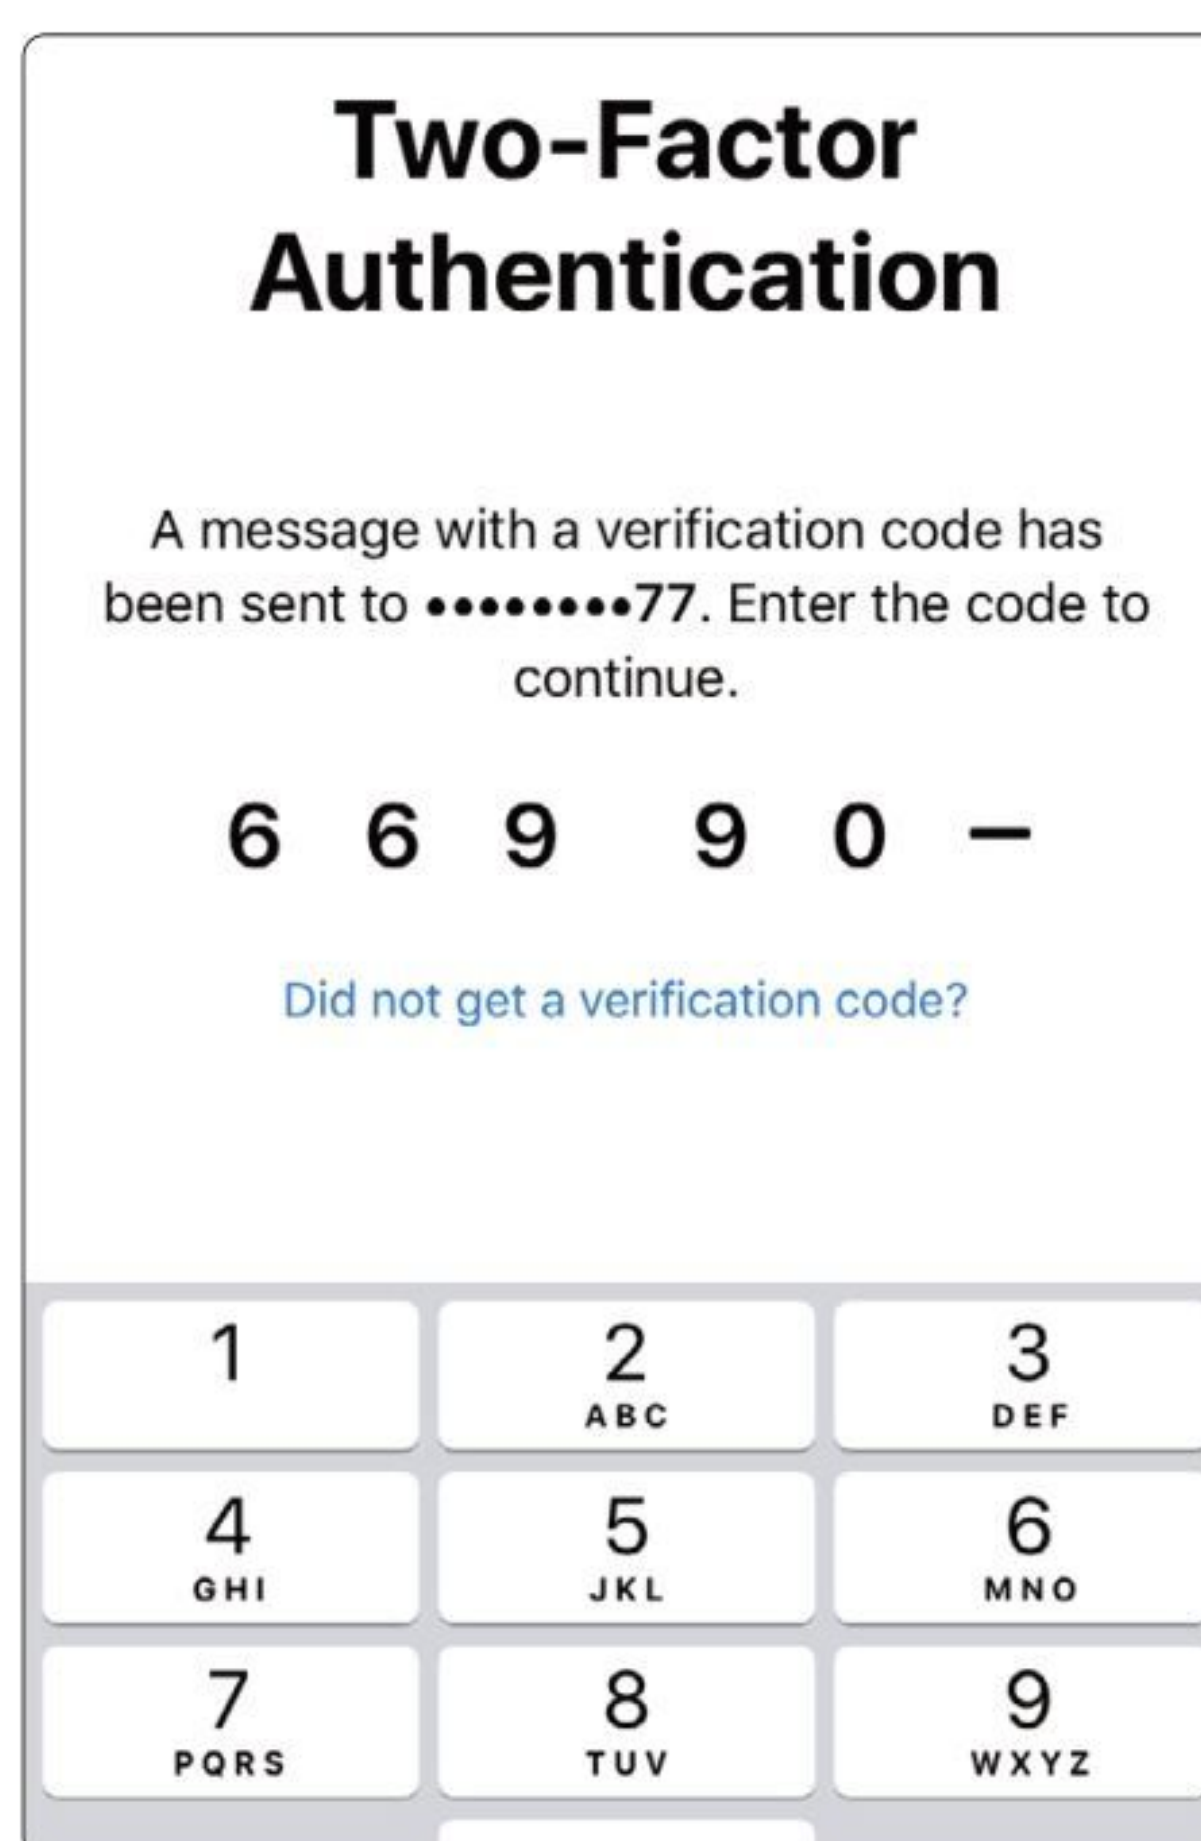 Two-Factor
Authentication
A message with a verification code has
been sent to ••••••••77. Enter the code to
continue.
6 6 9 9 0 –
Did not get a verification code?
1 2 3
ABC DEF
4 5 6
GHI JKL MNO
7 8 9
PQRS TUV WXYZ